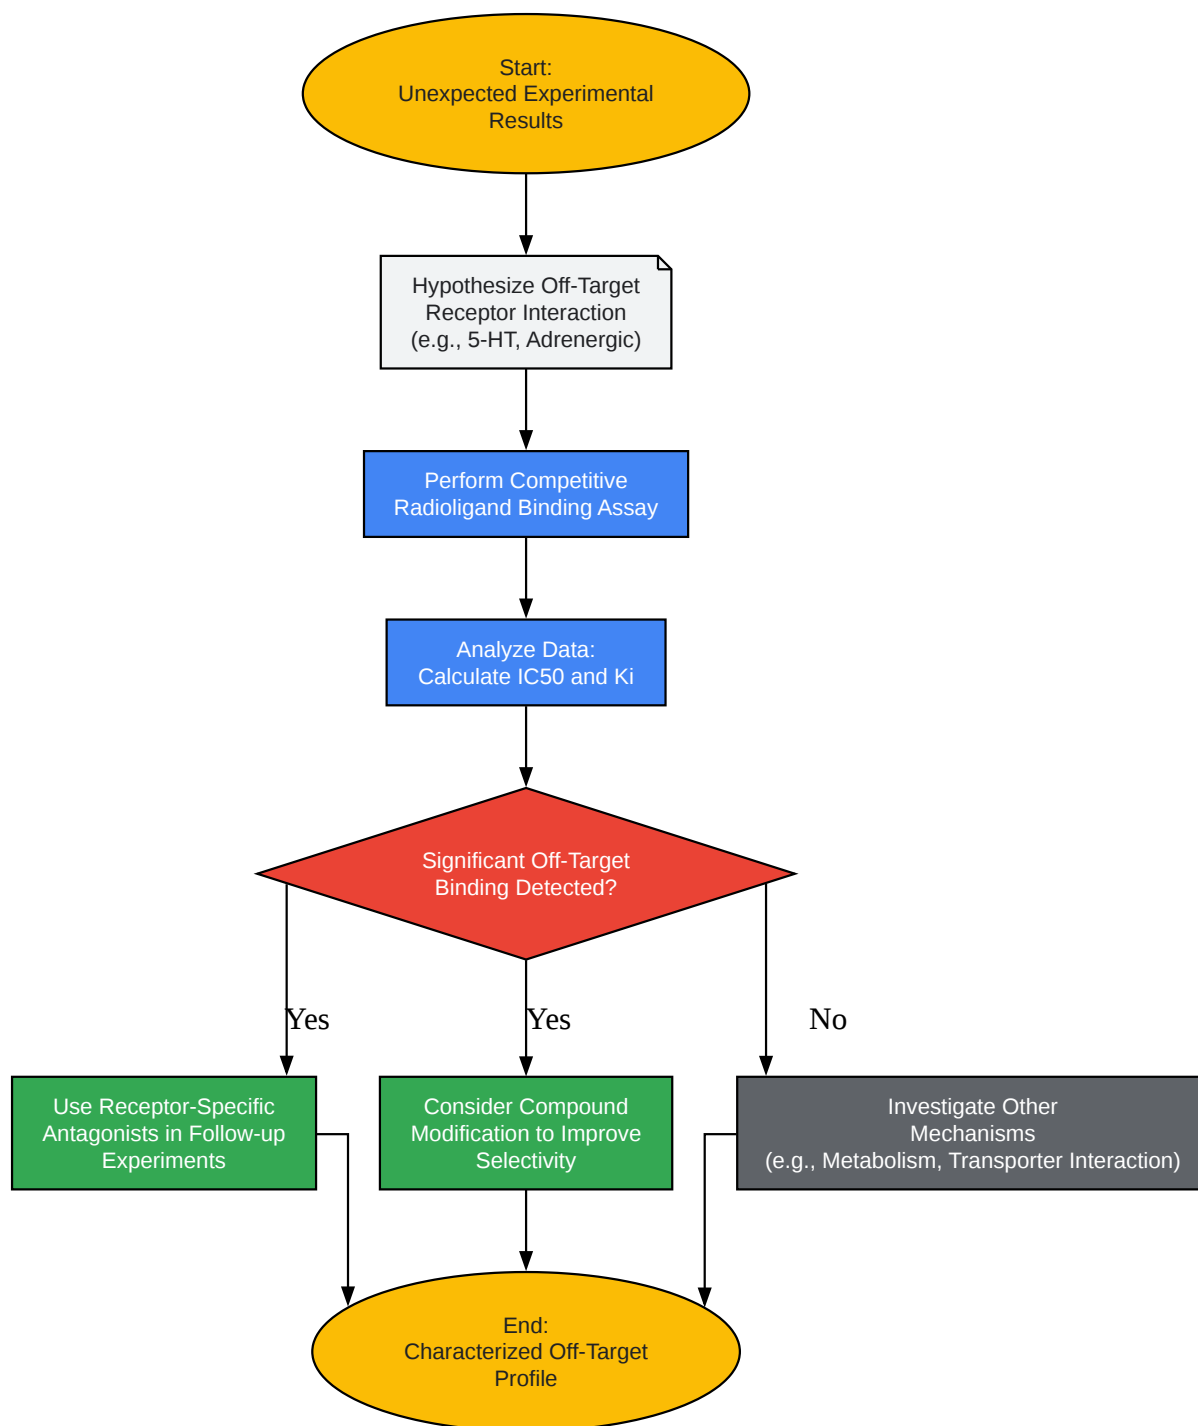 Start:
Unexpected Experimental
Results
Hypothesize Off-Target
Receptor Interaction
(e.g., 5-HT, Adrenergic)
Perform Competitive
Radioligand Binding Assay
Analyze Data:
Calculate IC50 and Ki
Significant Off-Target
Binding Detected?
Yes
Yes
No
Use Receptor-Specific
Antagonists in Follow-up
Experiments
Consider Compound
Modification to Improve
Selectivity
Investigate Other
Mechanisms
(e.g., Metabolism, Transporter Interaction)
End:
Characterized Off-Target
Profile